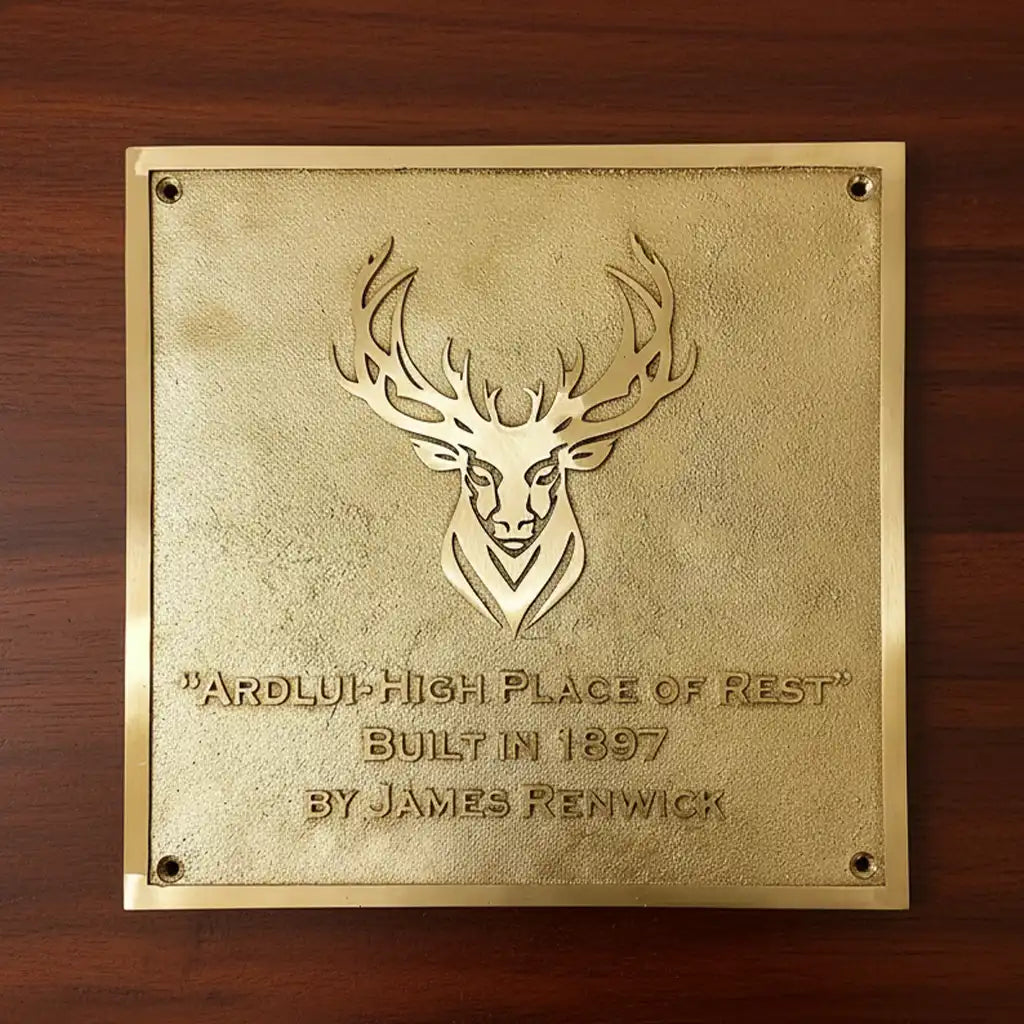 "Ardlui-High Place of Rest"
Built in 1897
by James Renwick